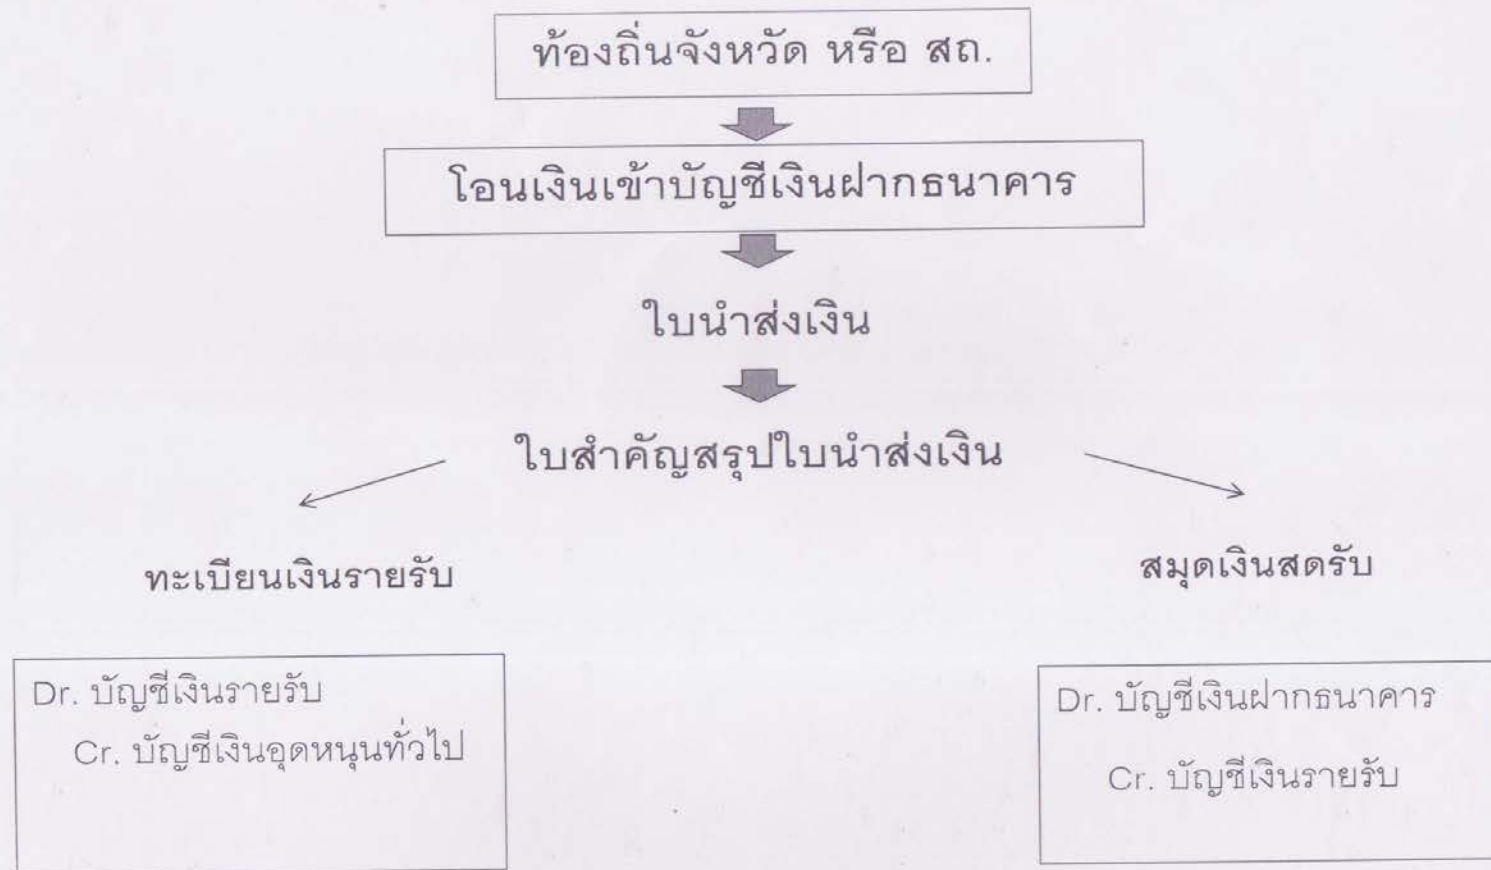 ท้องถิ่นจังหวัด หรือ สถ.
โอนเงินเข้าบัญชีเงินฝากธนาคาร
ใบนำส่งเงิน
ใบสำคัญสรุปใบนำส่งเงิน
ทะเบียนเงินรายรับ
Dr. บัญชีเงินรายรับ
Cr. บัญชีเงินอุดหนุนทั่วไป
สมุดเงินสดรับ
Dr. บัญชีเงินฝากธนาคาร
Cr. บัญชีเงินรายรับ